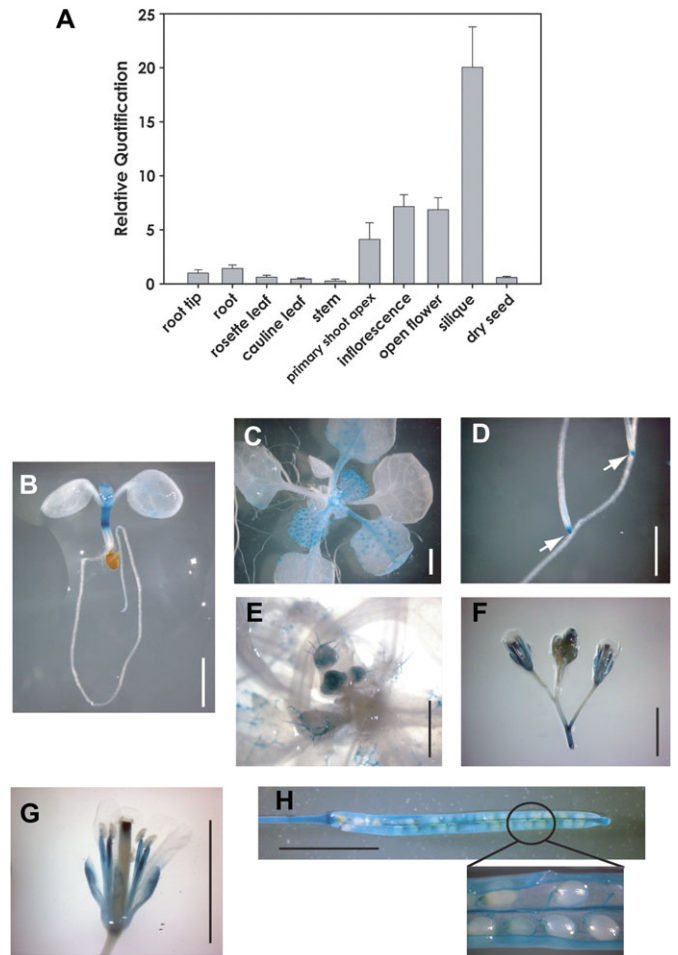 A
Relative Quatification
25
20
15
10
5
0
root tip
root
rosette leaf
cauline leaf
stem
primary shoot apex
inflorescence
open flower
silique
dry seed
B
C
D
E
F
G
H